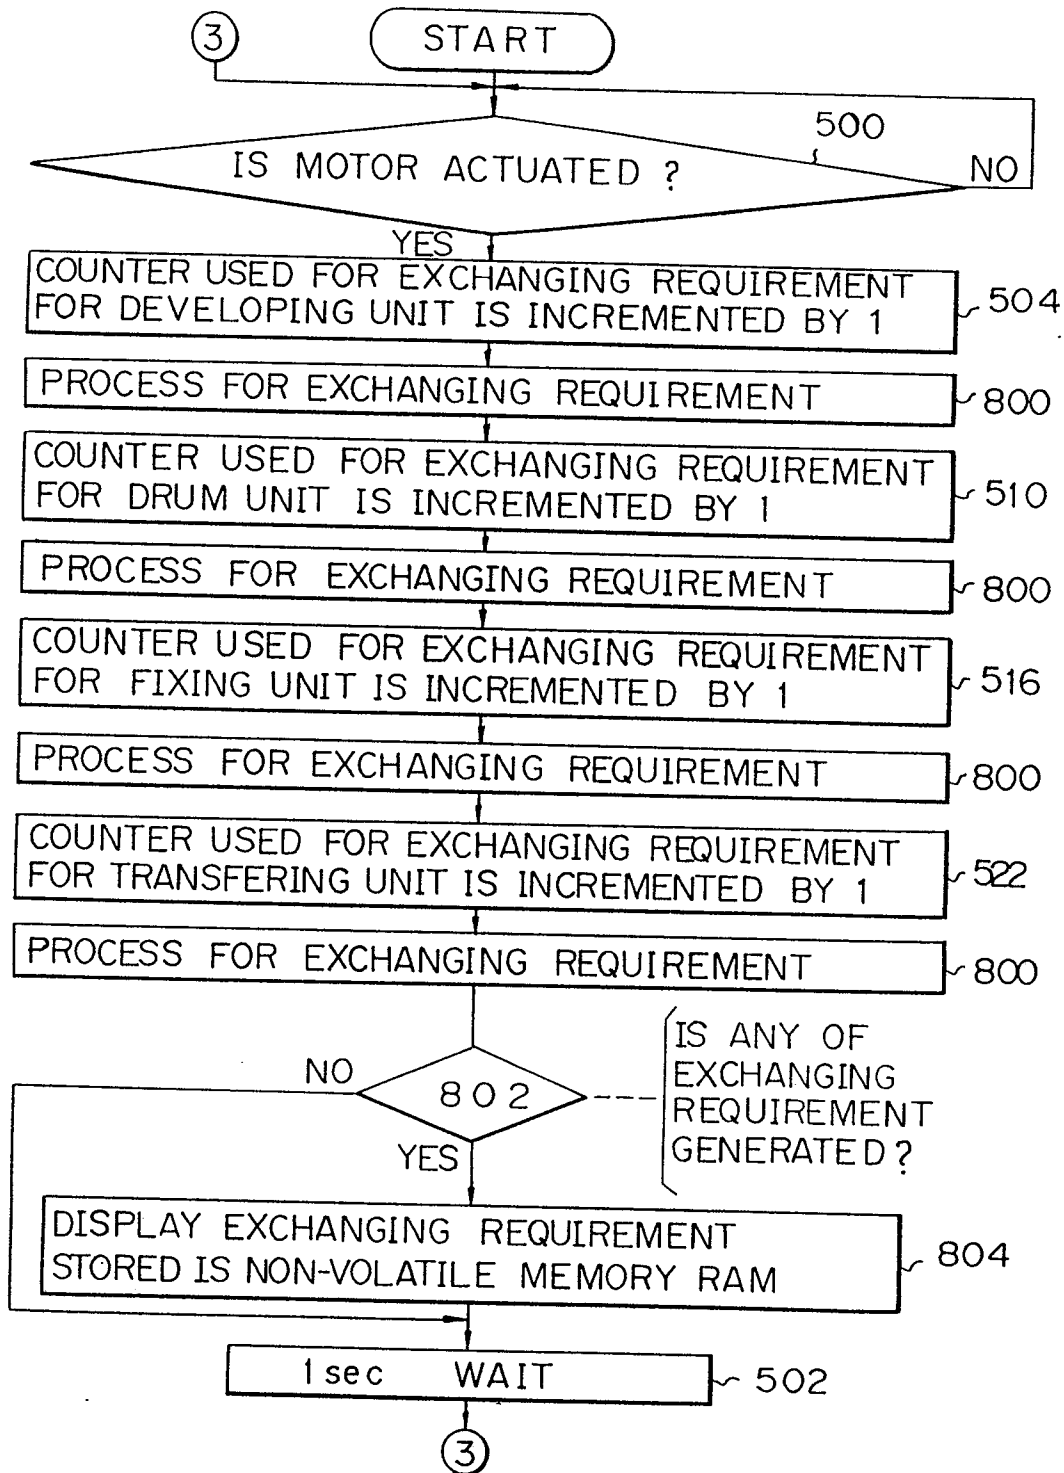 3
START
500
IS MOTOR ACTUATED ?
NO
YES
COUNTER USED FOR EXCHANGING REQUIREMENT
FOR DEVELOPING UNIT IS INCREMENTED BY 1
504
PROCESS FOR EXCHANGING REQUIREMENT
800
COUNTER USED FOR EXCHANGING REQUIREMENT
FOR DRUM UNIT IS INCREMENTED BY 1
510
PROCESS FOR EXCHANGING REQUIREMENT
800
COUNTER USED FOR EXCHANGING REQUIREMENT
FOR FIXING UNIT IS INCREMENTED BY 1
516
PROCESS FOR EXCHANGING REQUIREMENT
800
COUNTER USED FOR EXCHANGING REQUIREMENT
FOR TRANSFERING UNIT IS INCREMENTED BY 1
522
PROCESS FOR EXCHANGING REQUIREMENT
800
NO
802
YES
IS ANY OF
EXCHANGING
REQUIREMENT
GENERATED?
DISPLAY EXCHANGING REQUIREMENT
STORED IS NON-VOLATILE MEMORY RAM
804
1sec WAIT
502
3